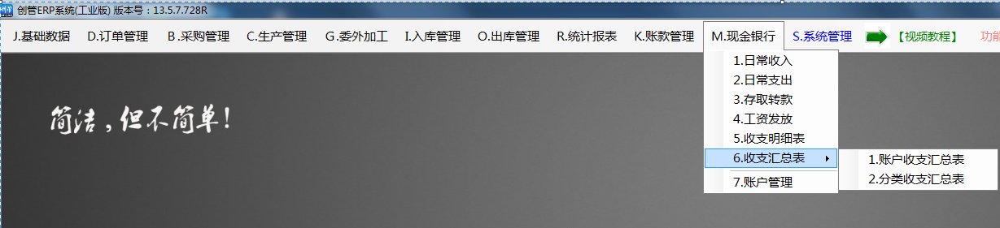 创管ERP系统(工业版) 版本号：13.5.7.728R
J.基础数据 D.订单管理 B.采购管理 C.生产管理 G.委外加工 I.入库管理 O.出库管理 R.统计报表 K.账款管理 M.现金银行 S.系统管理 【视频教程】 功能
简洁，但不简单！
1.日常收入
2.日常支出
3.存取转款
4.工资发放
5.收支明细表
6.收支汇总表
7.账户管理
1.账户收支汇总表
2.分类收支汇总表